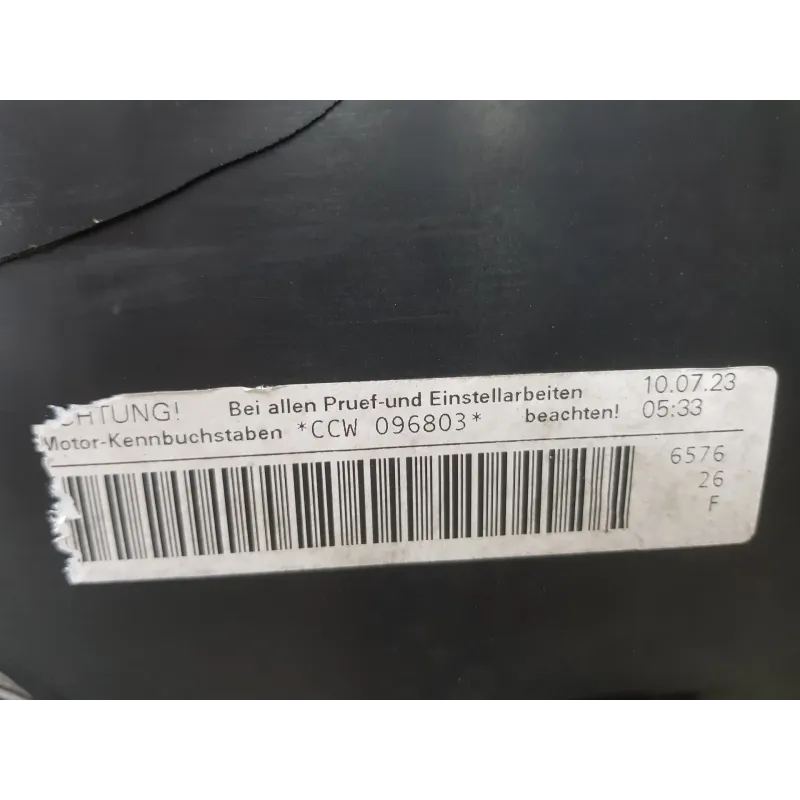 CHTUNG! Bei allen Pruef-und Einstellarbeiten 10.07.23
Motor-Kennbuchstaben *CCW 096803* beachten! 05:33
6576
26
F